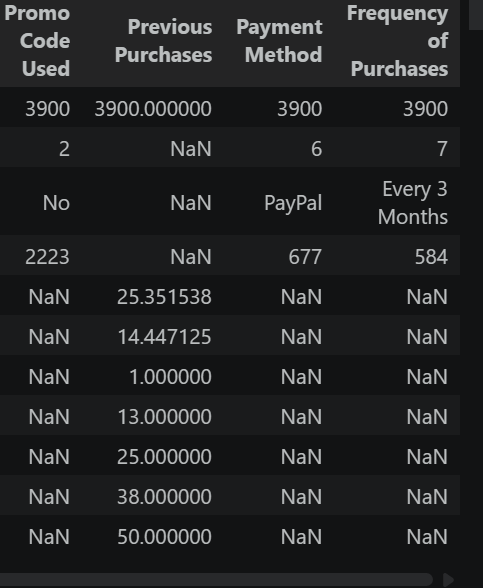 Promo Code Used Previous Purchases Payment Method Frequency of Purchases
3900 3900.000000 3900 3900
2 NaN 6 7
No NaN PayPal Every 3 Months
2223 NaN 677 584
NaN 25.351538 NaN NaN
NaN 14.447125 NaN NaN
NaN 1.000000 NaN NaN
NaN 13.000000 NaN NaN
NaN 25.000000 NaN NaN
NaN 38.000000 NaN NaN
NaN 50.000000 NaN NaN